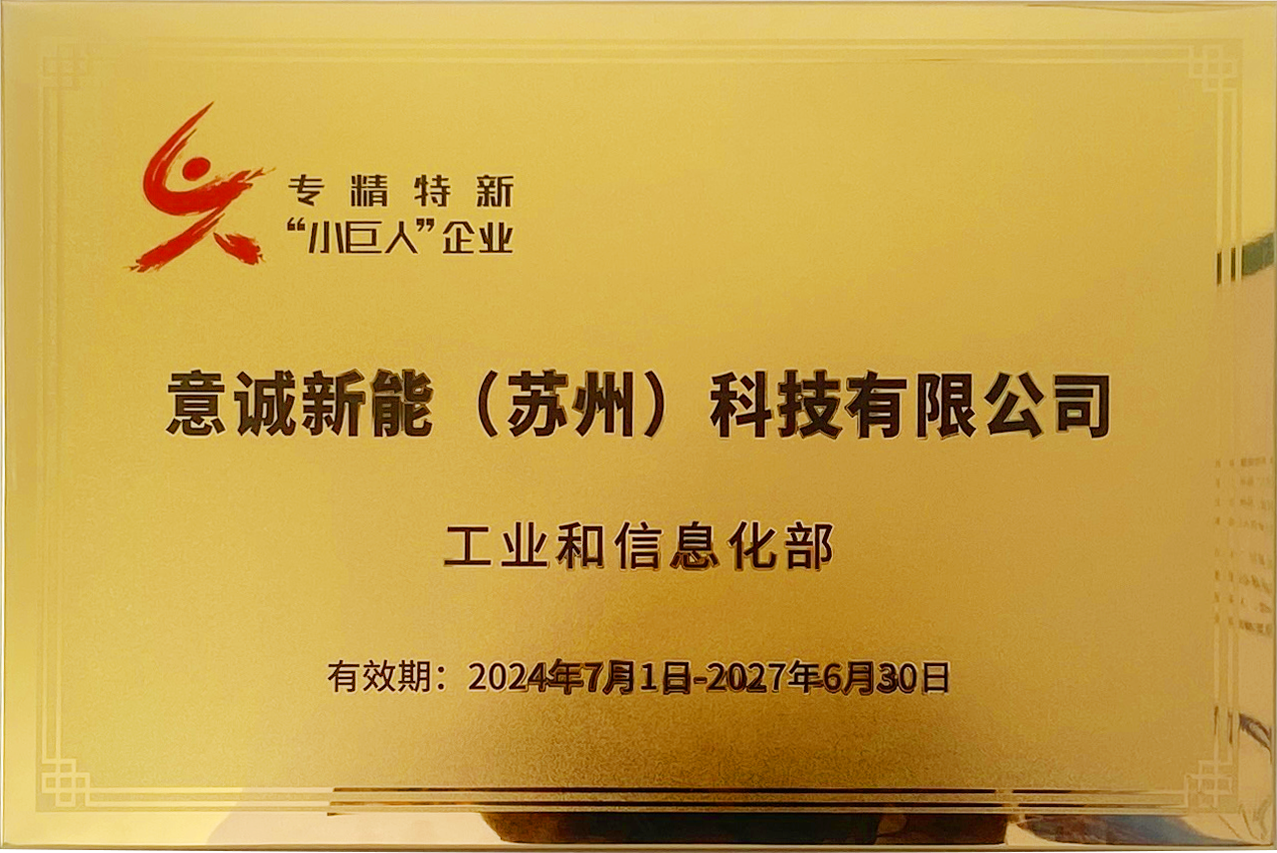 专精特新
“小巨人”企业
意诚新能（苏州）科技有限公司
工业和信息化部
有效期：2024年7月1日-2027年6月30日